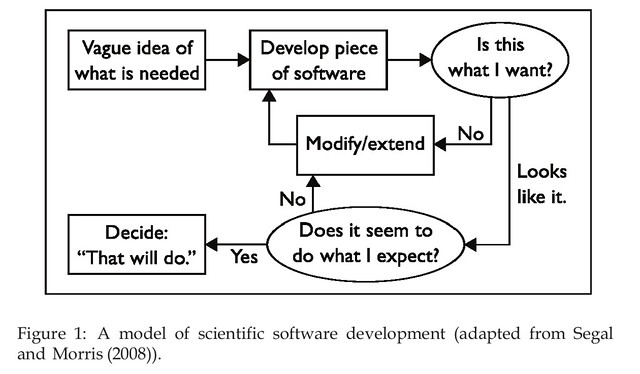 Vague idea of
what is needed
Develop piece
of software
Is this
what I want?
Modify/extend
No
Looks
like it.
No
Does it seem to
do what I expect?
Yes
Decide:
“That will do.”
Figure 1: A model of scientific software development (adapted from Segal
and Morris (2008)).